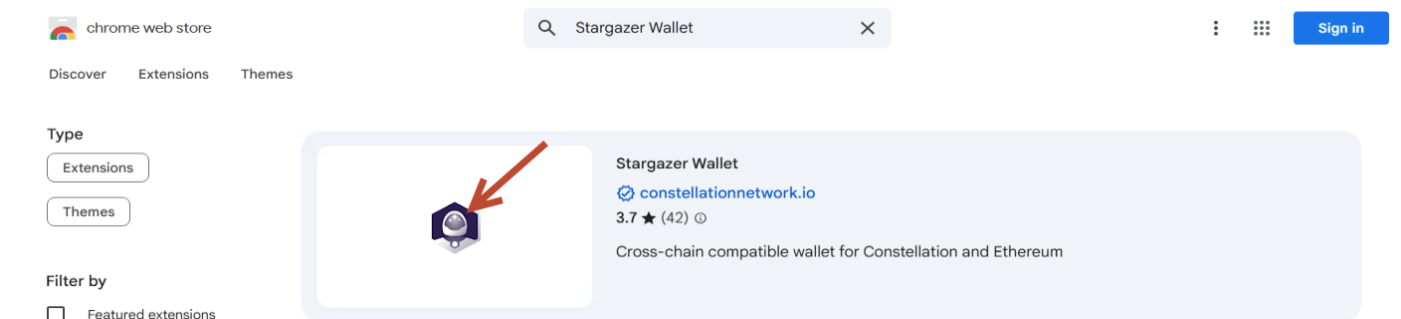 chrome web store
Stargazer Wallet
Sign in
Discover Extensions Themes
Type
Extensions
Themes
Filter by
Featured extensions
Stargazer Wallet
constellationnetwork.io
3.7 ★ (42)
Cross-chain compatible wallet for Constellation and Ethereum